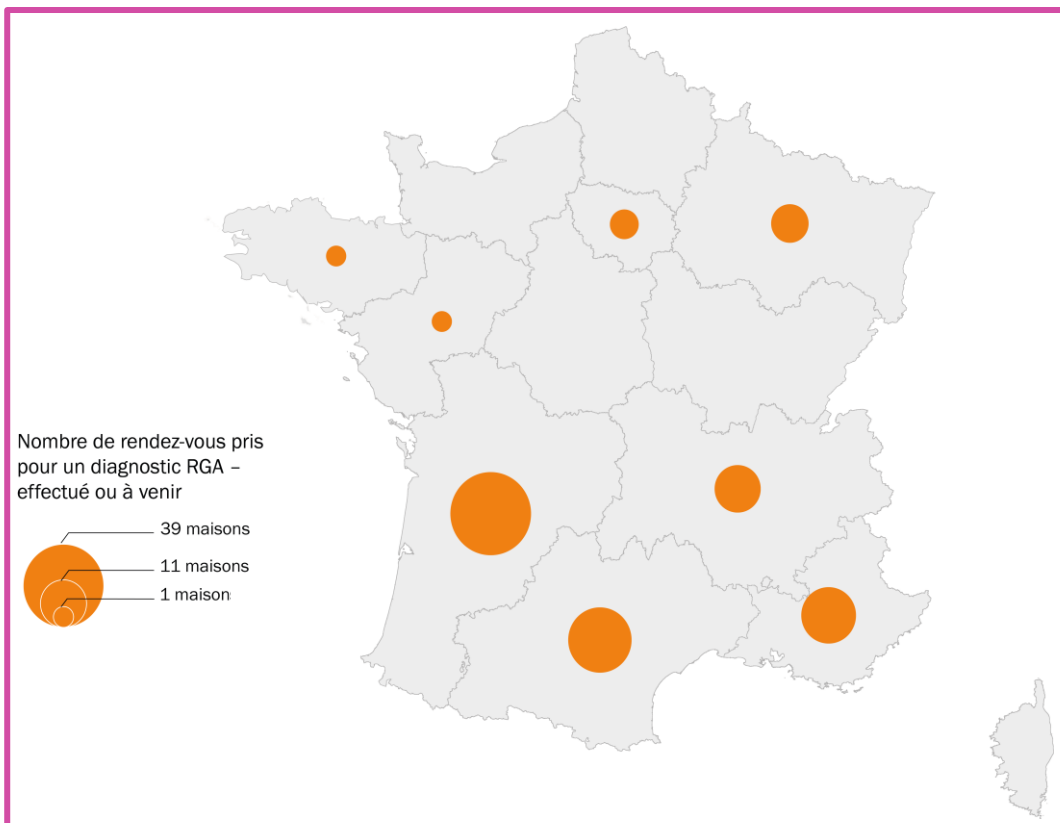 Nombre de rendez-vous pris
pour un diagnostic RGA –
effectué ou à venir
39 maisons
11 maisons
1 maison